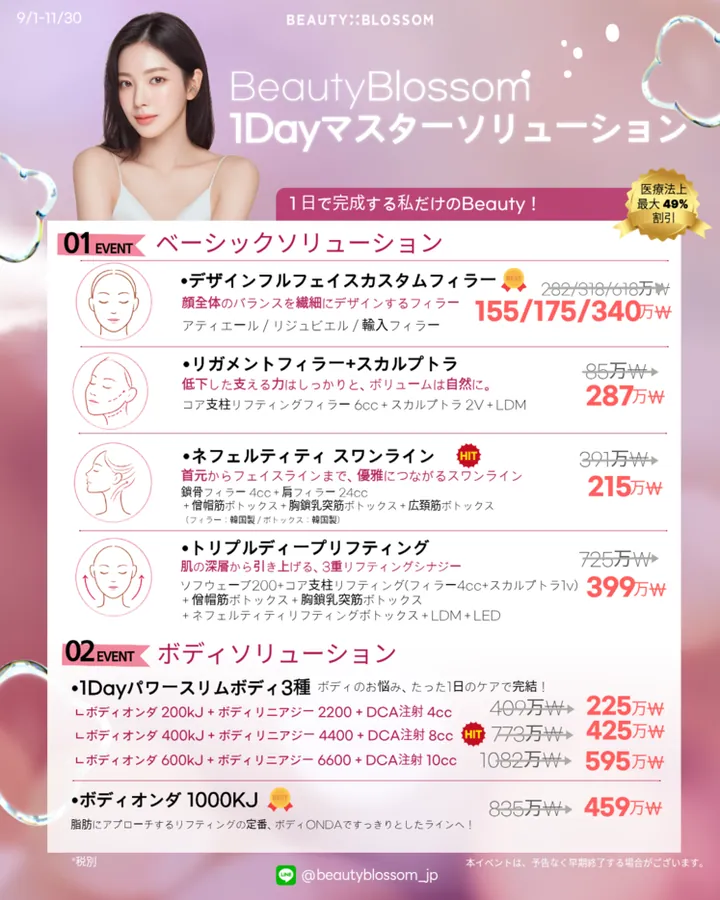 9/1-11/30
BEAUTY BLOSSOM
BeautyBlossom
1Dayマスターソリューション
1日で完成する私だけのBeauty！
医療法上
最大 49%
割引
01 EVENT ベーシックソリューション
•デザインフルフェイスカスタムフィラー BEST
282/318/618万₩
顔全体のバランスを繊細にデザインするフィラー
155/175/340万₩
アティエール / リジュビエル / 輸入フィラー
•リガメントフィラー+スカルプトラ
85万₩
低下した支える力はしっかりと、ボリュームは自然に。
287万₩
コア支柱リフティングフィラー 6cc + スカルプトラ 2V + LDM
•ネフェルティティ スワンライン HIT
391万₩
首元からフェイスラインまで、優雅につながるスワンライン
215万₩
鎖骨フィラー 4cc + 肩フィラー 24cc
+ 僧帽筋ボトックス + 胸鎖乳突筋ボトックス + 広頚筋ボトックス
（フィラー：韓国製 / ボトックス：韓国製）
•トリプルディープリフティング
725万₩
肌の深層から引き上げる、3重リフティングシナジー
399万₩
ソフウェーブ200+コア支柱リフティング(フィラー4cc+スカルプトラ1v)
+ 僧帽筋ボトックス + 胸鎖乳突筋ボトックス
+ ネフェルティティリフティングボトックス + LDM + LED
02 EVENT ボディソリューション
•1Dayパワースリムボディ3種 ボディのお悩み、たった1日のケアで完結！
ㄴボディオンダ 200kJ + ボディリニアジー 2200 + DCA注射 4cc 409万₩ 225万₩
ㄴボディオンダ 400kJ + ボディリニアジー 4400 + DCA注射 8cc HIT 773万₩ 425万₩
ㄴボディオンダ 600kJ + ボディリニアジー 6600 + DCA注射 10cc 1082万₩ 595万₩
•ボディオンダ 1000KJ BEST
835万₩ 459万₩
脂肪にアプローチするリフティングの定番、ボディONDAですっきりとしたラインへ！
*税別
本イベントは、予告なく早期終了する場合がございます。
LINE @beautyblossom_jp